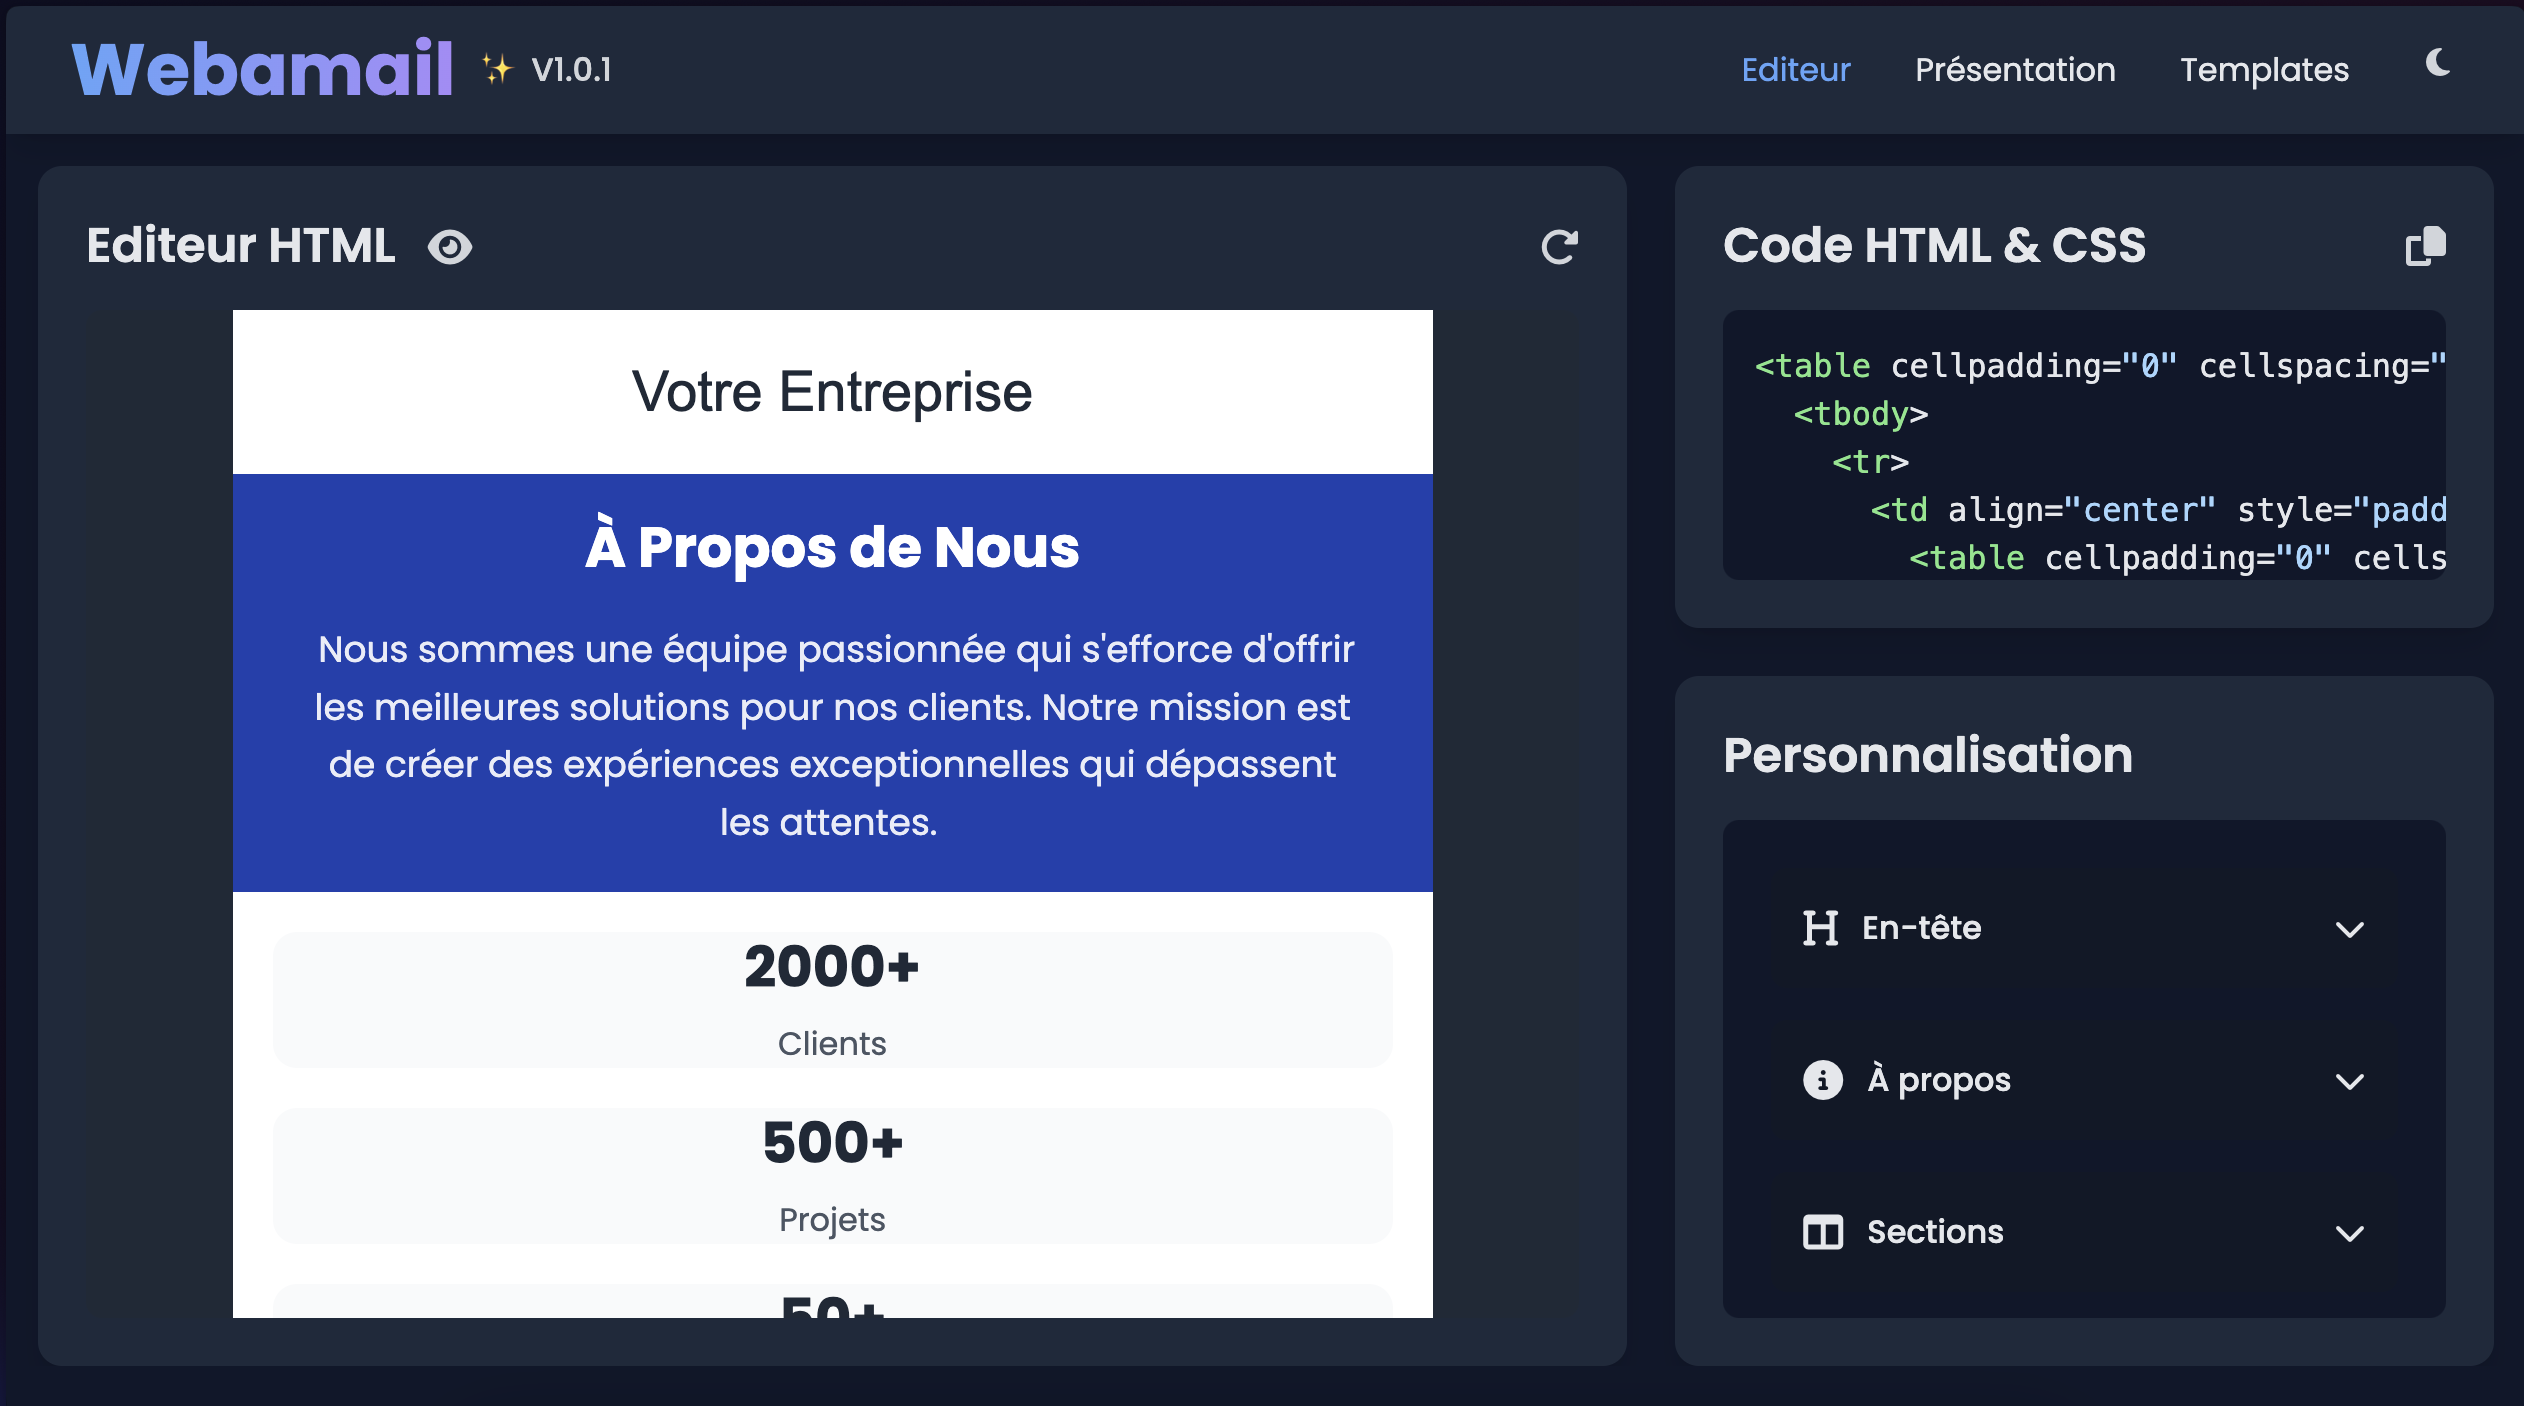 Webamail ✨ V1.0.1
Editeur
Présentation
Templates
Editeur HTML
Votre Entreprise
À Propos de Nous
Nous sommes une équipe passionnée qui s'efforce d'offrir
les meilleures solutions pour nos clients. Notre mission est
de créer des expériences exceptionnelles qui dépassent
les attentes.
2000+
Clients
500+
Projets
50+
Code HTML & CSS
<table cellpadding="0" cellspacing="
<tbody>
<tr>
<td align="center" style="padd
<table cellpadding="0" cells
Personnalisation
En-tête
À propos
Sections